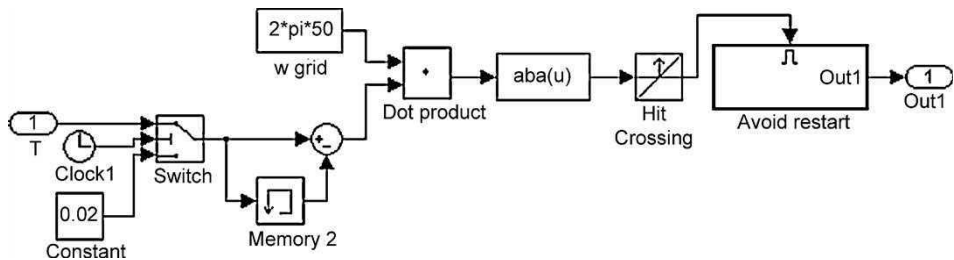 2*pi*50
w grid
Dot product
aba(u)
Hit
Crossing
Out1
Avoid restart
1
Out1
1
T
Clock1
Switch
0.02
Constant
+
-
Memory 2